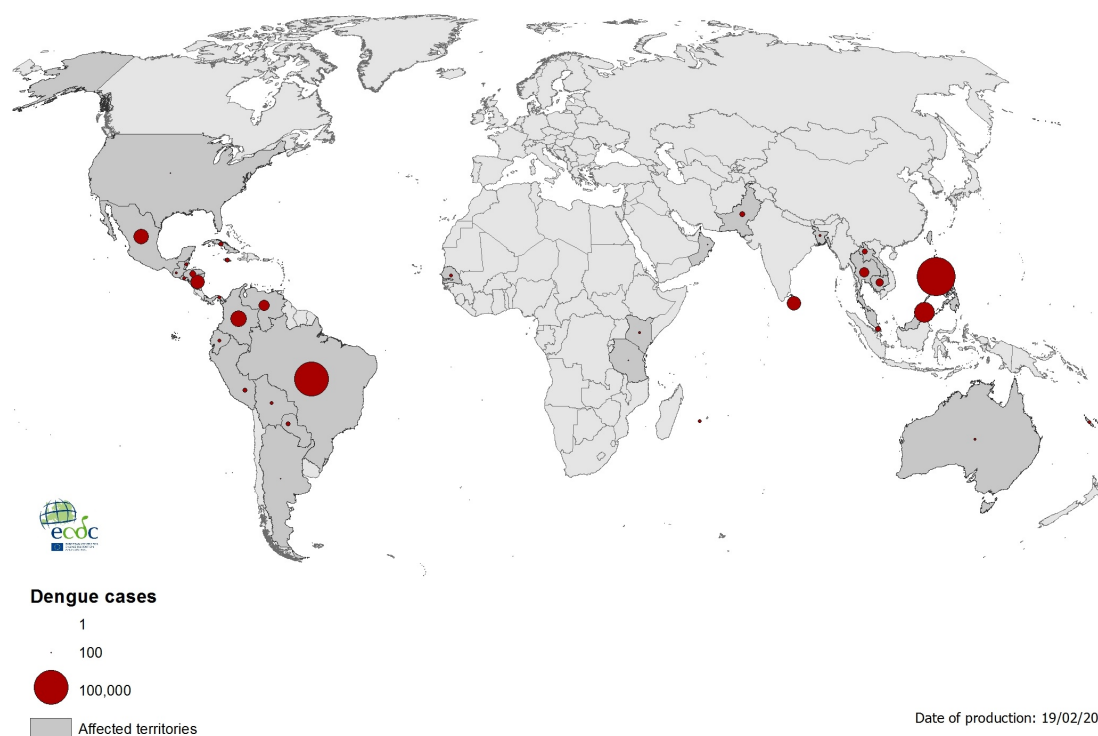 ecdc
Dengue cases
1
100
100,000
Affected territories
Date of production: 19/02/20